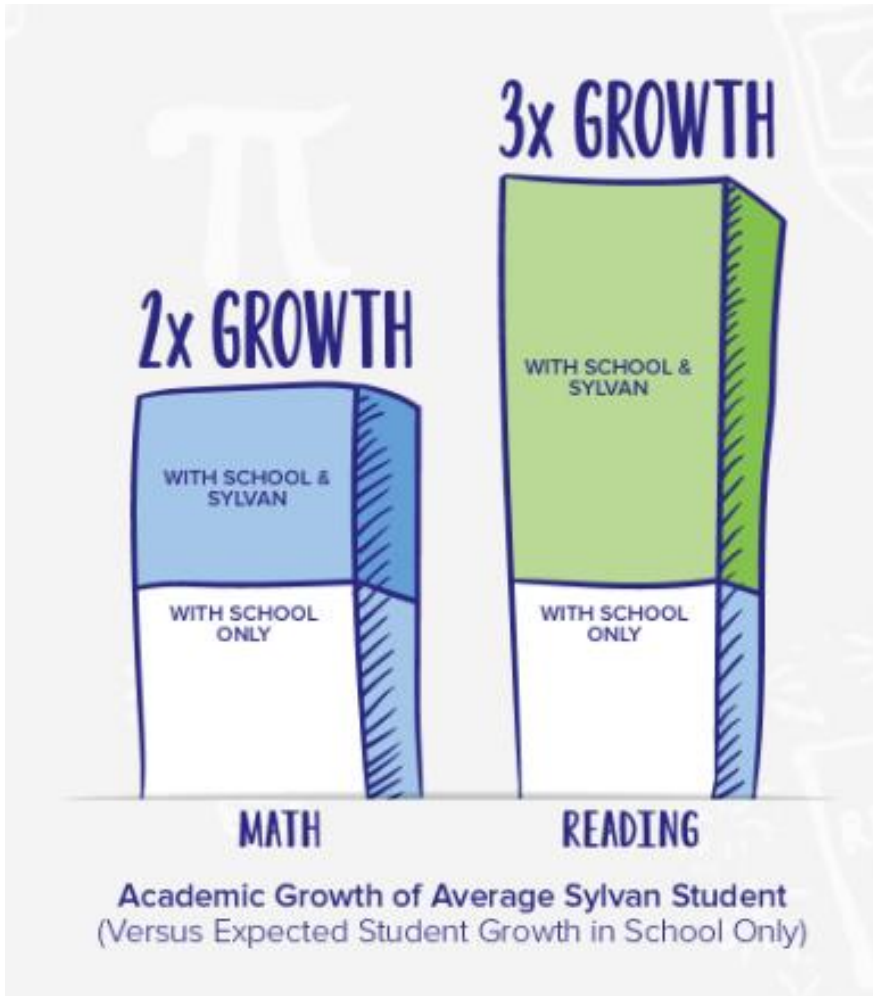 3x GROWTH
2x GROWTH
WITH SCHOOL &
SYLVAN
WITH SCHOOL &
SYLVAN
WITH SCHOOL
ONLY
WITH SCHOOL
ONLY
MATH
READING
Academic Growth of Average Sylvan Student
(Versus Expected Student Growth in School Only)